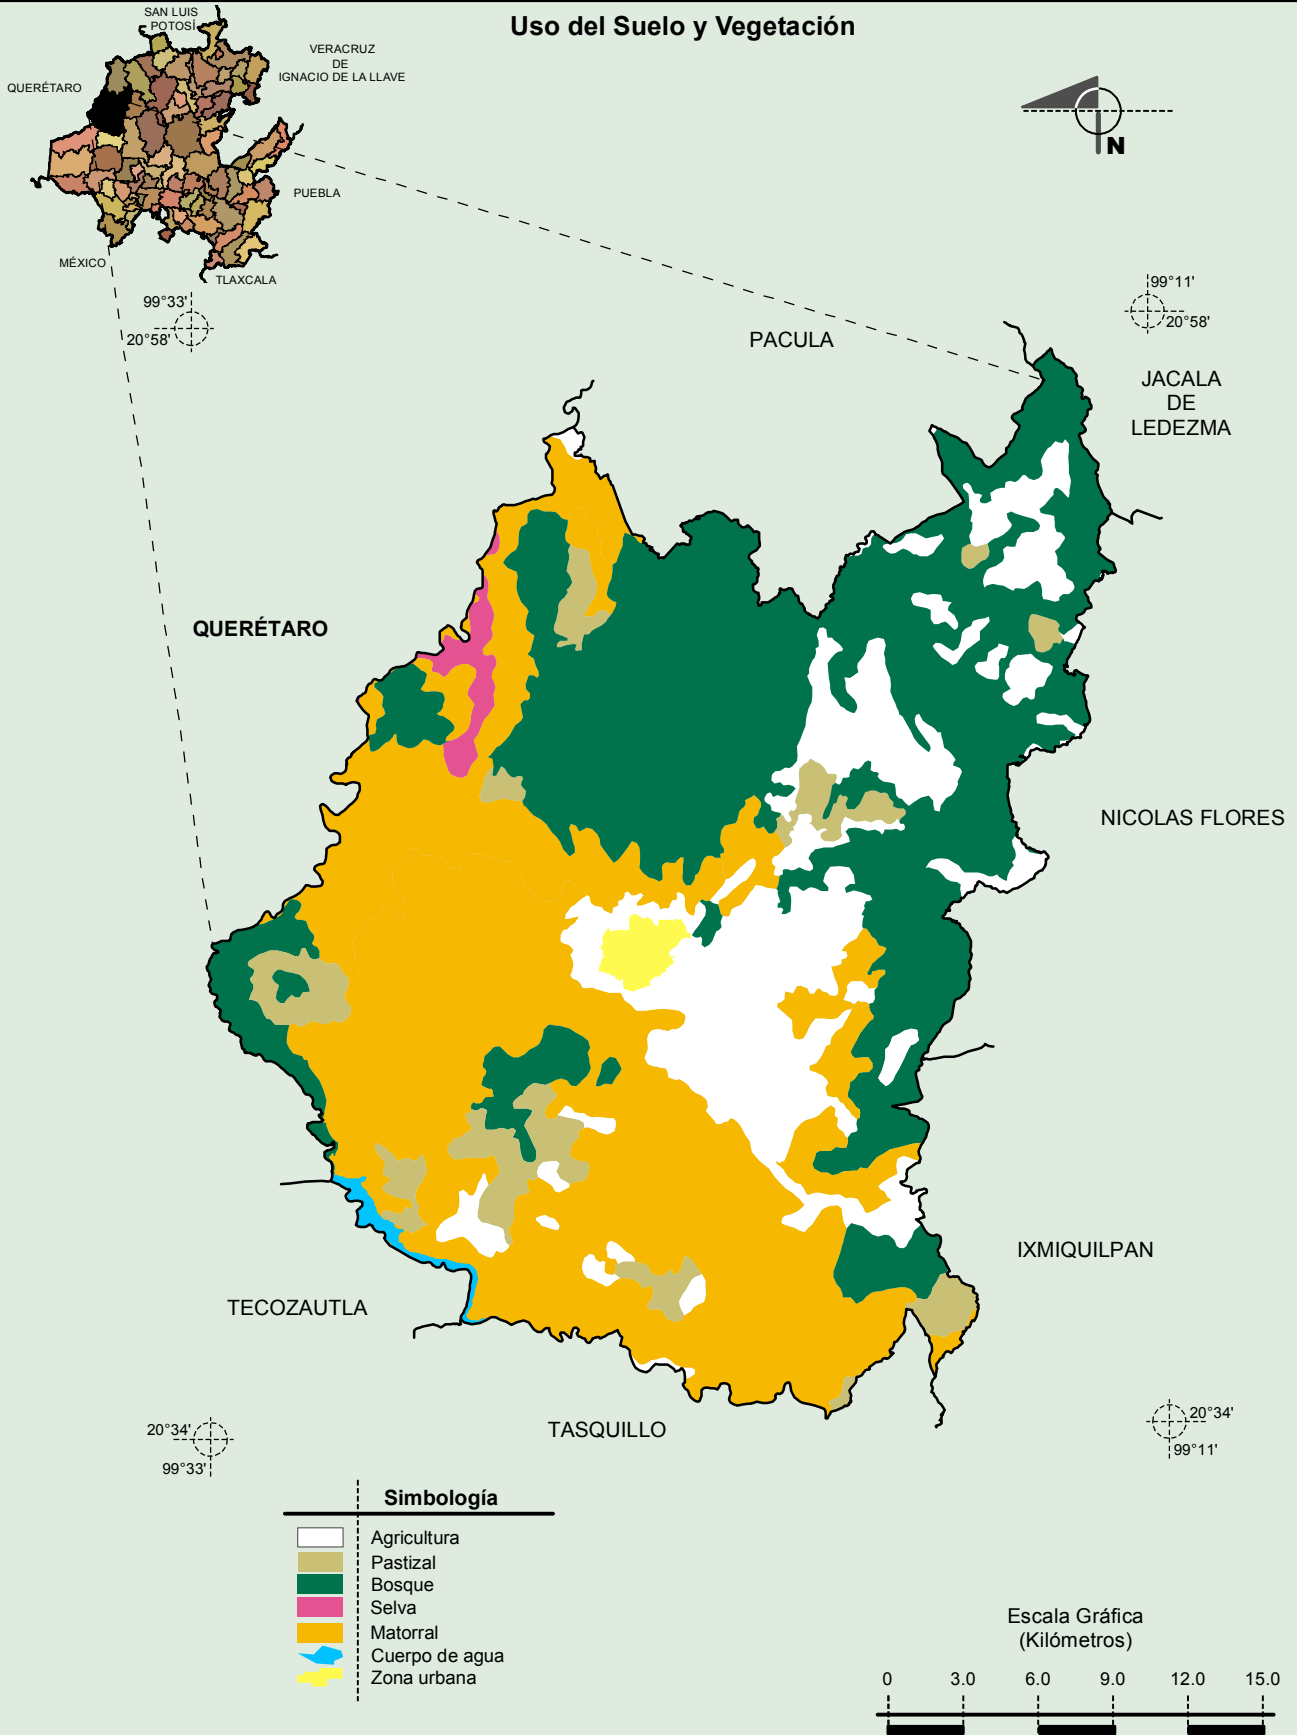 Uso del Suelo y Vegetación
SAN LUIS
POTOSÍ
VERACRUZ
DE
IGNACIO DE LA LLAVE
QUERÉTARO
PUEBLA
MÉXICO
TLAXCALA
N
99°33'
20°58'
99°11'
20°58'
PACULA
JACALA
DE
LEDEZMA
QUERÉTARO
NICOLAS FLORES
IXMIQUILPAN
TECOZAUTLA
TASQUILLO
20°34'
99°33'
20°34'
99°11'
Simbología
Agricultura
Pastizal
Bosque
Selva
Matorral
Cuerpo de agua
Zona urbana
Escala Gráfica
(Kilómetros)
0 3.0 6.0 9.0 12.0 15.0